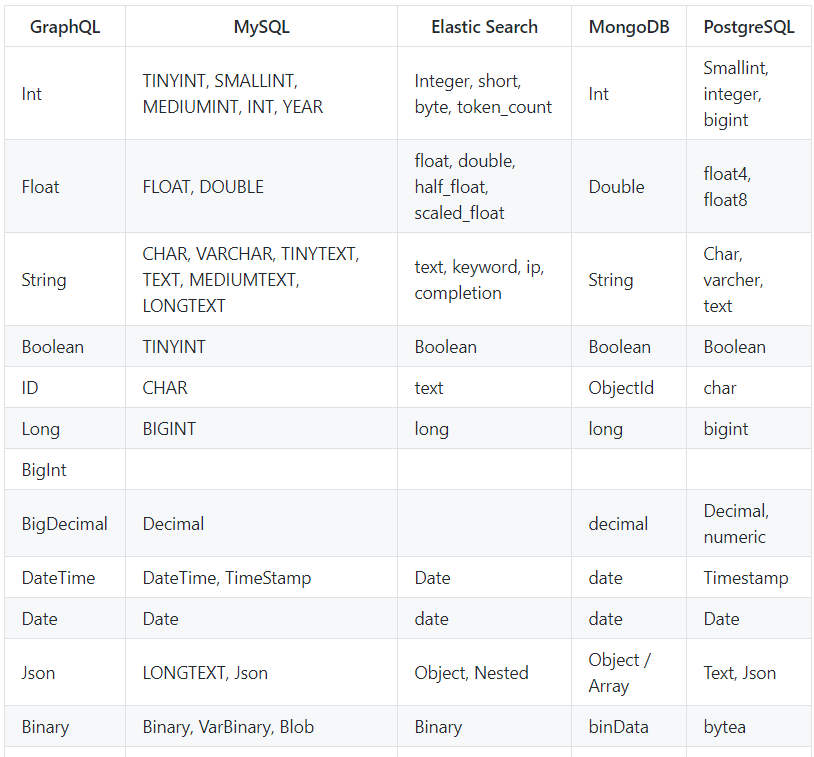 GraphQL MySQL Elastic Search MongoDB PostgreSQL
Int
TINYINT, SMALLINT,
MEDIUMINT, INT, YEAR
Integer, short,
byte, token_count
Int
Smallint,
integer,
bigint
Float
FLOAT, DOUBLE
float, double,
half_float,
scaled_float
Double
float4,
float8
String
CHAR, VARCHAR, TINYTEXT,
TEXT, MEDIUMTEXT,
LONGTEXT
text, keyword, ip,
completion
String
Char,
varcher,
text
Boolean TINYINT Boolean Boolean Boolean
ID CHAR text ObjectId char
Long BIGINT long long bigint
BigInt
BigDecimal Decimal decimal
Decimal,
numeric
DateTime DateTime, TimeStamp Date date Timestamp
Date Date date date Date
Json LONGTEXT, Json Object, Nested
Object /
Array
Text, Json
Binary Binary, VarBinary, Blob Binary binData bytea